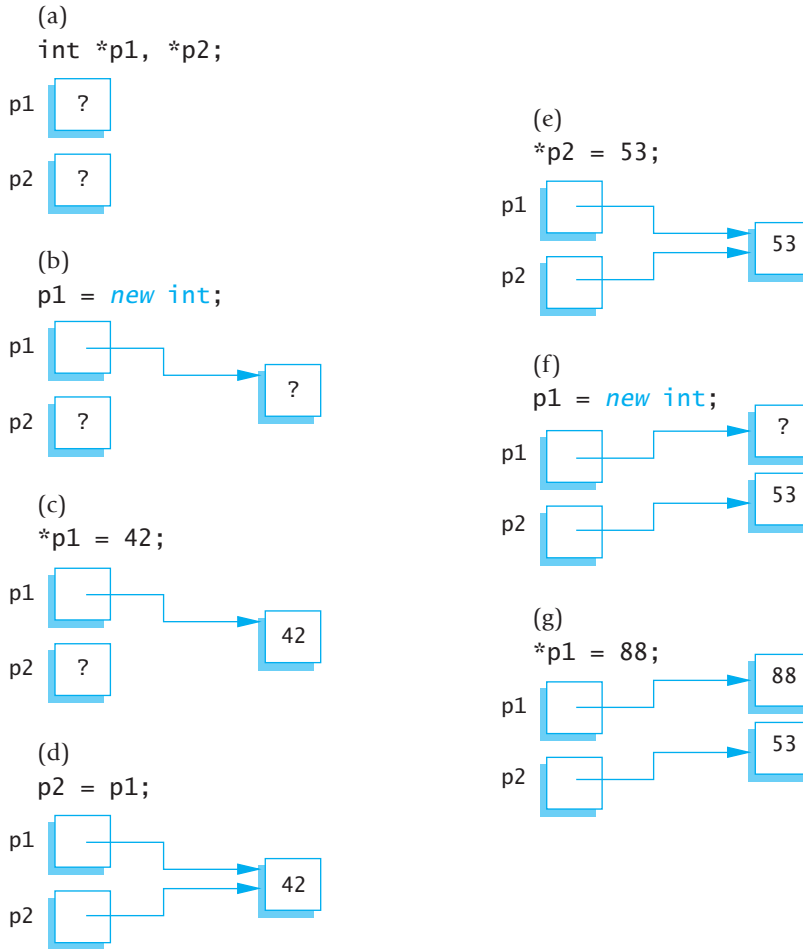 (a)
int *p1, *p2;
p1 ?
p2 ?
(b)
p1 = new int;
p1
?
p2 ?
(c)
*p1 = 42;
p1
42
p2 ?
(d)
p2 = p1;
p1
42
p2
(e)
*p2 = 53;
p1
53
p2
(f)
p1 = new int;
?
p1
53
p2
(g)
*p1 = 88;
88
p1
53
p2